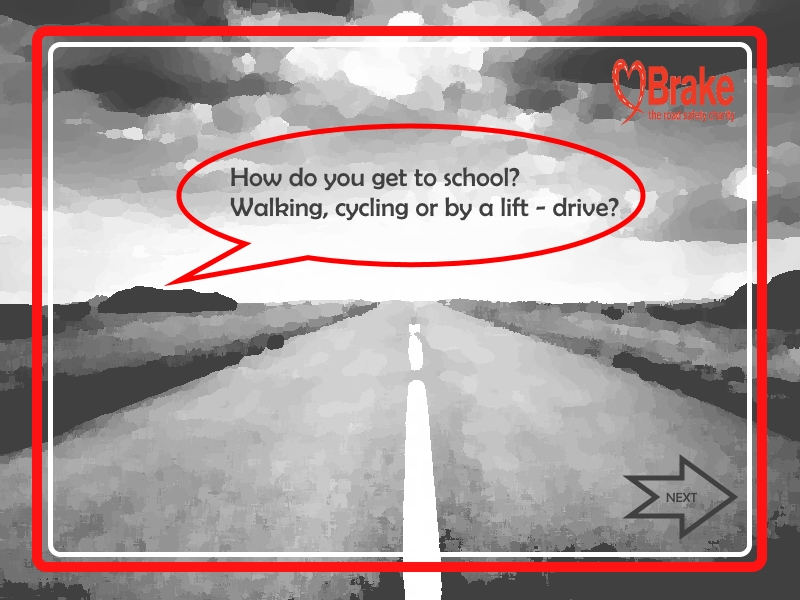 Brake
the road safety charity
How do you get to school?
Walking, cycling or by a lift - drive?
NEXT